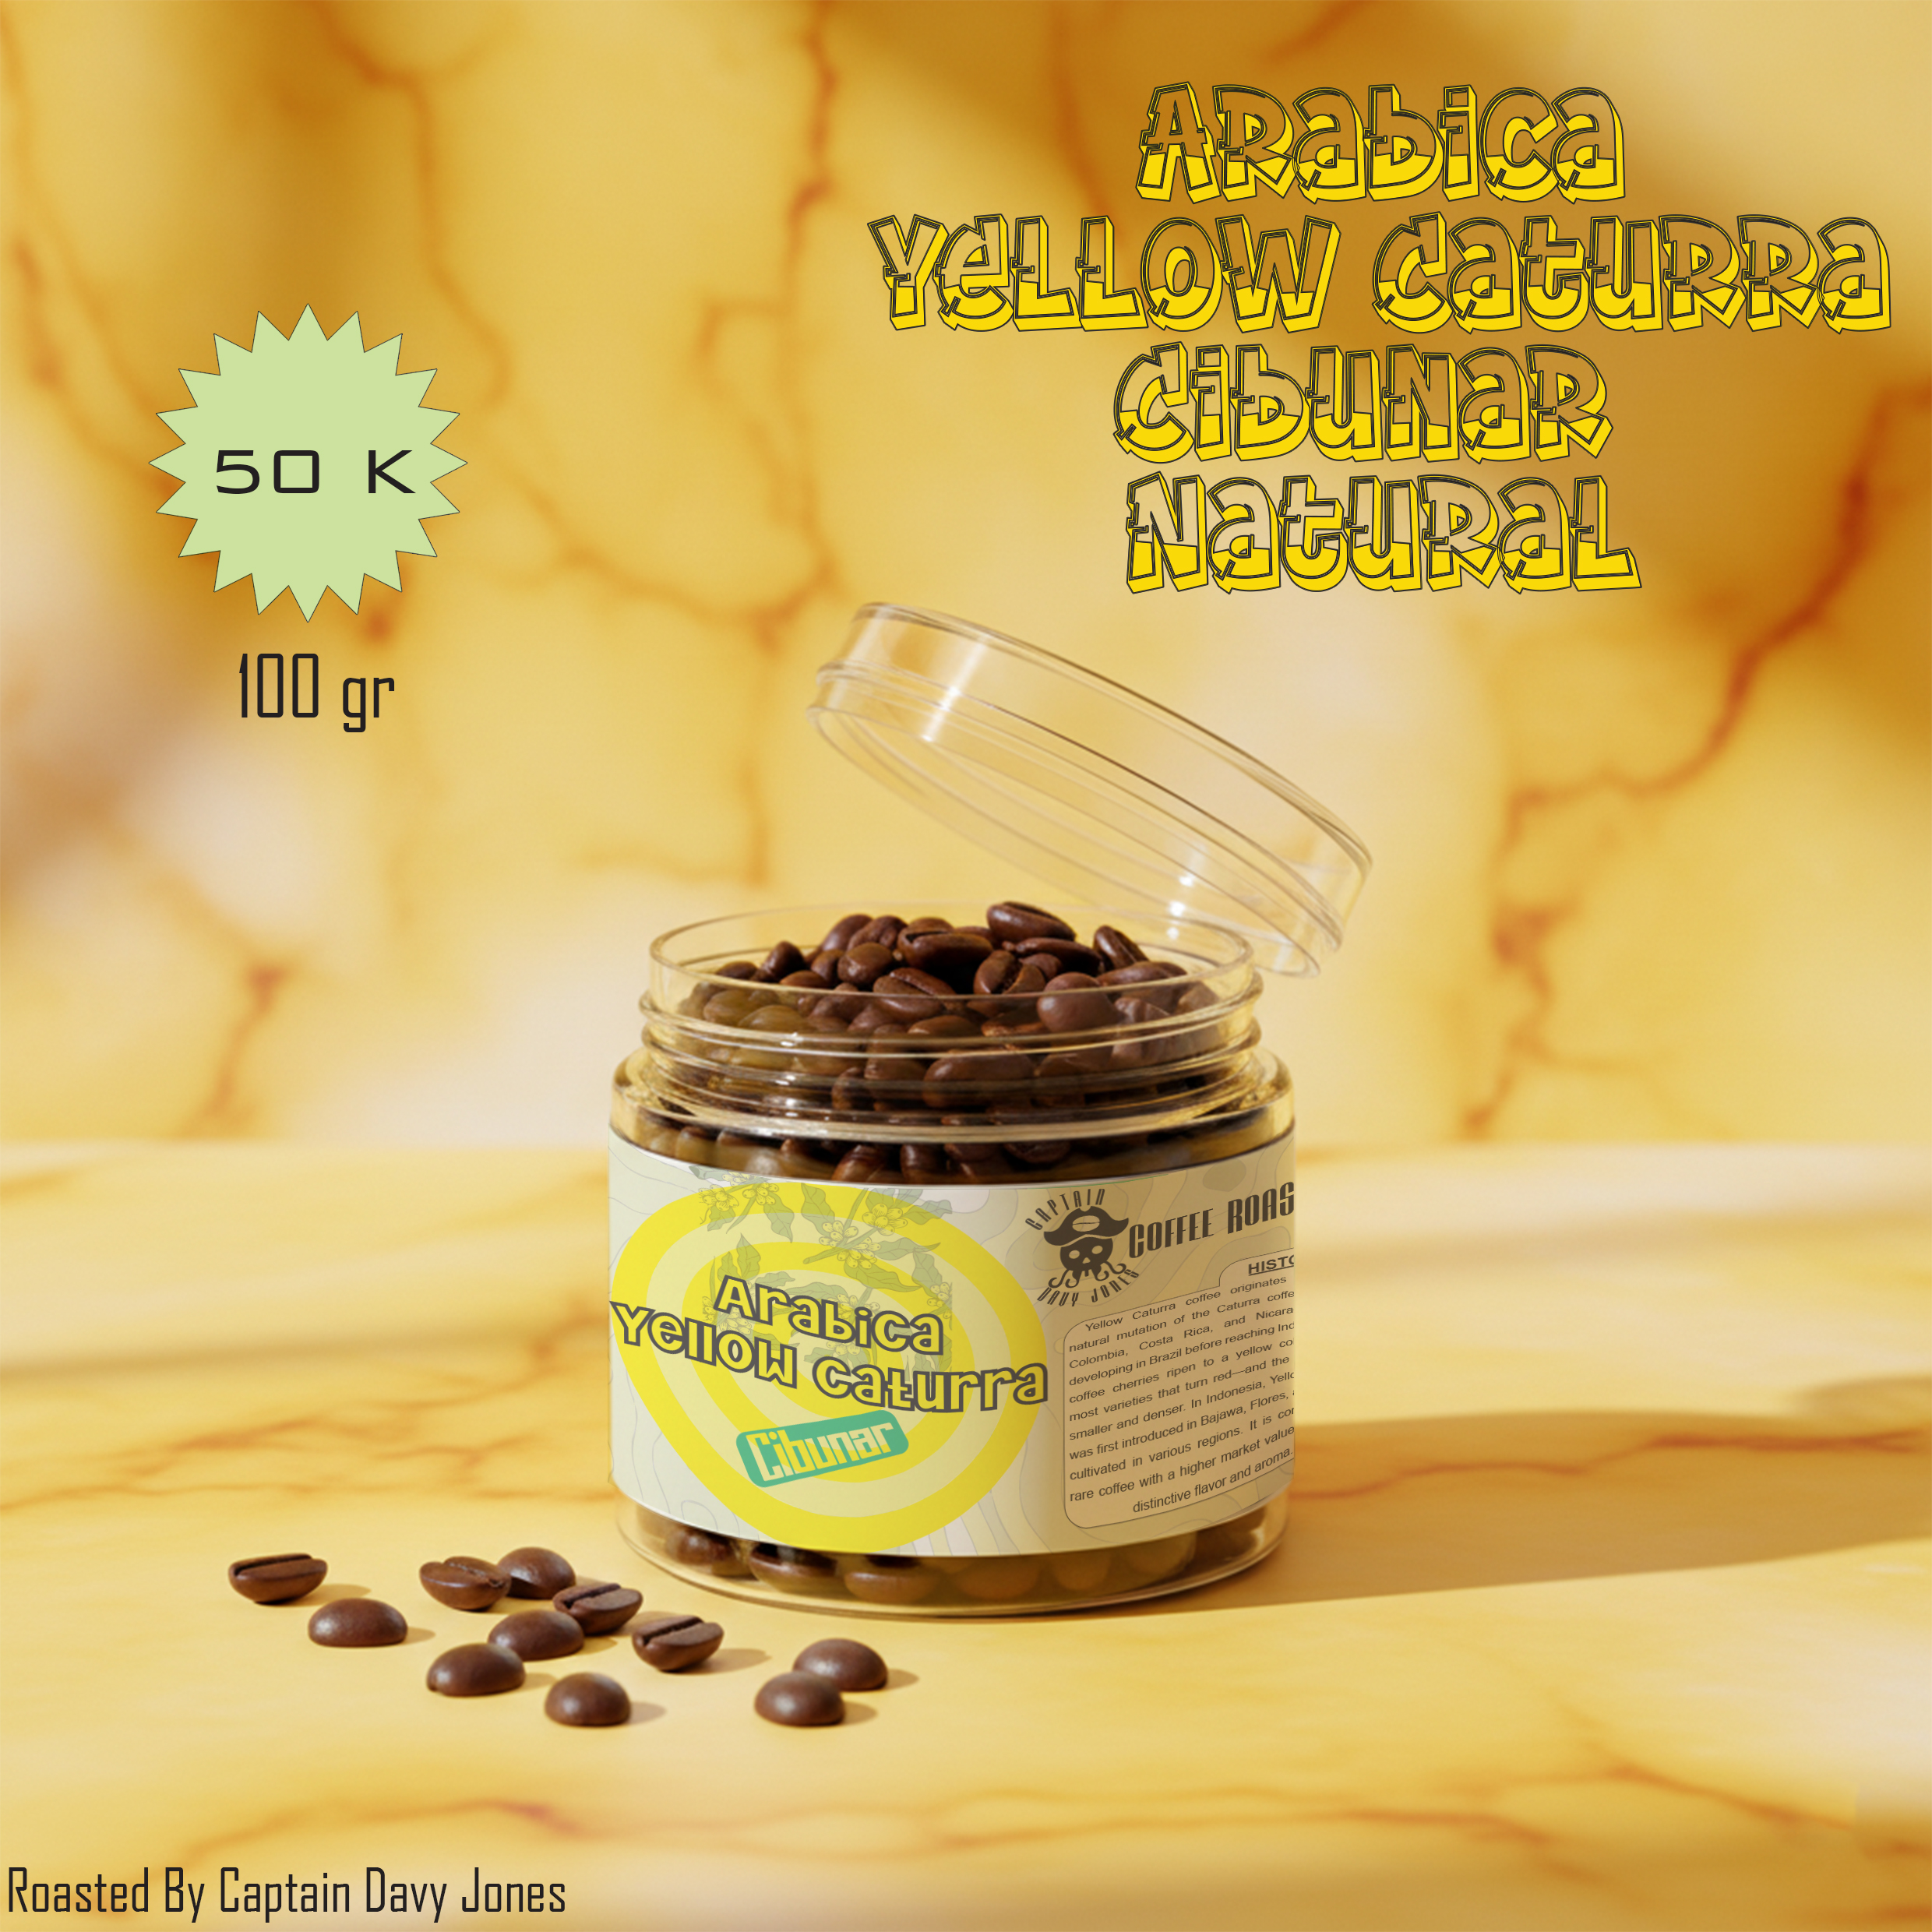 Arabica
Yellow Caturra
Cibunar
Natural
50 K
100 gr
Arabica
Yellow Caturra
Cibunar
CAPTAIN
DAVY JONES
COFFEE ROAS
HISTO
Yellow Caturra coffee originates
natural mutation of the Caturra coffe
Colombia, Costa Rica, and Nicara
developing in Brazil before reaching Ind
coffee cherries ripen to a yellow co
most varieties that turn red—and the
smaller and denser. In Indonesia, Yello
was first introduced in Bajawa, Flores,
cultivated in various regions. It is con
rare coffee with a higher market value
distinctive flavor and aroma.
Roasted By Captain Davy Jones